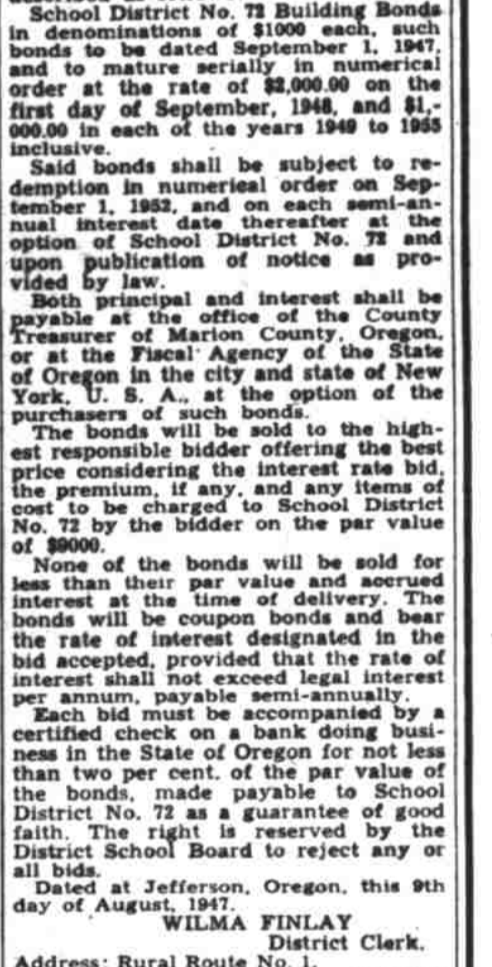 School District No. 72 Building Bonds
in denominations of $1000 each, such
bonds to be dated September 1, 1947,
and to mature serially in numerical
order at the rate of $2,000.00 on the
first day of September, 1948, and $1,-
000.00 in each of the years 1949 to 1955
inclusive.
Said bonds shall be subject to re-
demption in numerical order on Sep-
tember 1, 1952, and on each semi-an-
nual interest date thereafter at the
option of School District No. 72 and
upon publication of notice as pro-
vided by law.
Both principal and interest shall be
payable at the office of the County
Treasurer of Marion County, Oregon,
or at the Fiscal Agency of the State
of Oregon in the city and state of New
York, U. S. A., at the option of the
purchasers of such bonds.
The bonds will be sold to the high-
est responsible bidder offering the best
price considering the interest rate bid,
the premium, if any, and any items of
cost to be charged to School District
No. 72 by the bidder on the par value
of $9000.
None of the bonds will be sold for
less than their par value and accrued
interest at the time of delivery. The
bonds will be coupon bonds and bear
the rate of interest designated in the
bid accepted, provided that the rate of
interest shall not exceed legal interest
per annum, payable semi-annually.
Each bid must be accompanied by a
certified check on a bank doing busi-
ness in the State of Oregon for not less
than two per cent. of the par value of
the bonds, made payable to School
District No. 72 as a guarantee of good
faith. The right is reserved by the
District School Board to reject any or
all bids.
Dated at Jefferson, Oregon, this 9th
day of August, 1947.
WILMA FINLAY
District Clerk.
Address: Rural Route No. 1,